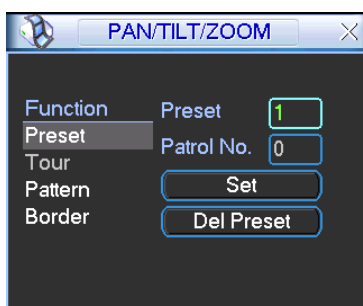 PAN/TILT/ZOOM
Function
Preset
Tour
Pattern
Border
Preset 1
Patrol No. 0
Set
Del Preset